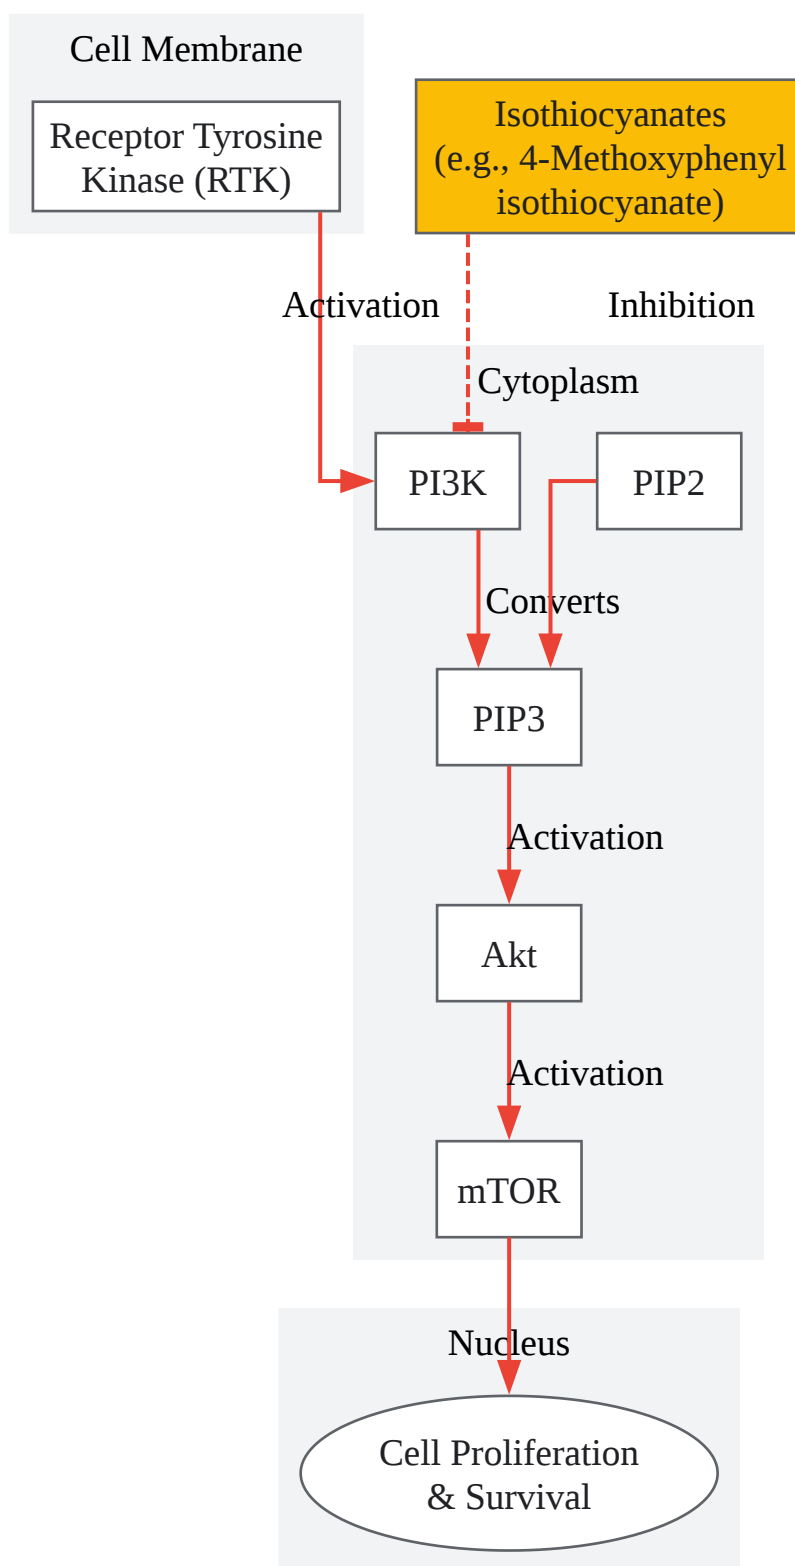 Cell Membrane
Receptor Tyrosine
Kinase (RTK)
Isothiocyanates
(e.g., 4-Methoxyphenyl
isothiocyanate)
Activation
Inhibition
Cytoplasm
PI3K
PIP2
Converts
PIP3
Activation
Akt
Activation
mTOR
Nucleus
Cell Proliferation
& Survival